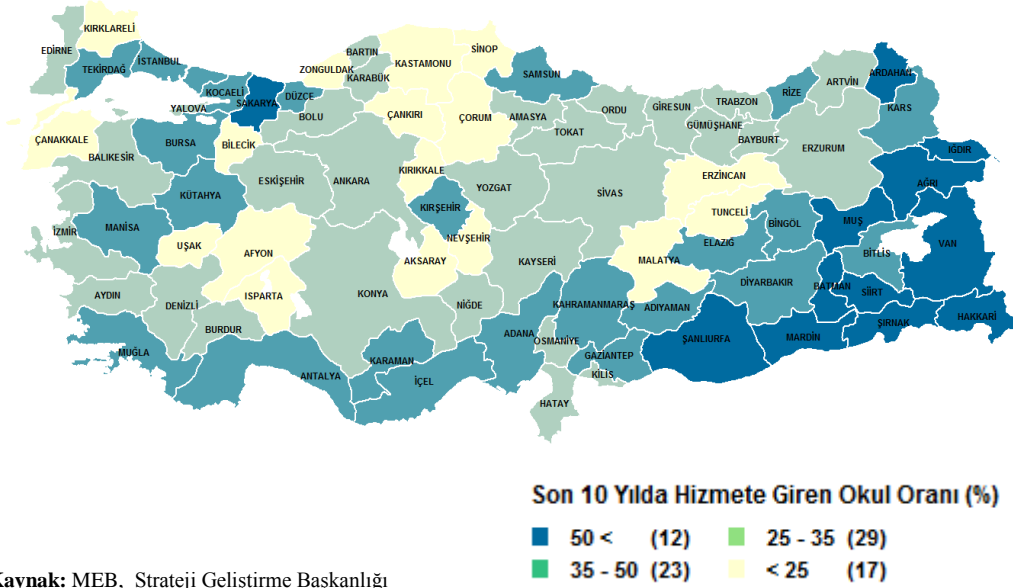 KIRKLARELİ
EDİRNE
TEKİRDAĞ
İSTANBUL
KOCAELİ
YALOVA
SAKARYA
DÜZCE
BOLU
ZONGULDAK
BARTIN
KARABÜK
KASTAMONU
SİNOP
SAMSUN
ÇANKIRI
ÇORUM
AMASYA
TOKAT
ORDU
GİRESUN
TRABZON
GÜMÜŞHANE
BAYBURT
RİZE
ARTVİN
ARDAHAN
KARS
IĞDIR
ERZURUM
AĞRI
ÇANAKKALE
BALIKESİR
BURSA
BİLECİK
KÜTAHYA
ESKİŞEHİR
ANKARA
KIRIKKALE
KIRŞEHİR
YOZGAT
SİVAS
ERZİNCAN
TUNCELİ
BİNGÖL
MUŞ
VAN
BİTLİS
ELAZIĞ
MALATYA
İZMİR
MANİSA
UŞAK
AFYON
NEVŞEHİR
AKSARAY
KAYSERİ
DİYARBAKIR
BATMAN
SİİRT
ŞIRNAK
HAKKARİ
MARDİN
ŞANLIURFA
ADIYAMAN
KAHRAMANMARAŞ
AYDIN
DENİZLİ
ISPARTA
BURDUR
KONYA
NİĞDE
MUĞLA
ANTALYA
KARAMAN
İÇEL
ADANA
OSMANİYE
GAZİANTEP
KİLİS
HATAY
Son 10 Yılda Hizmete Giren Okul Oranı (%)
50 < (12) 25 - 35 (29)
35 - 50 (23) < 25 (17)
Kaynak: MEB, Strateji Geliştirme Başkanlığı